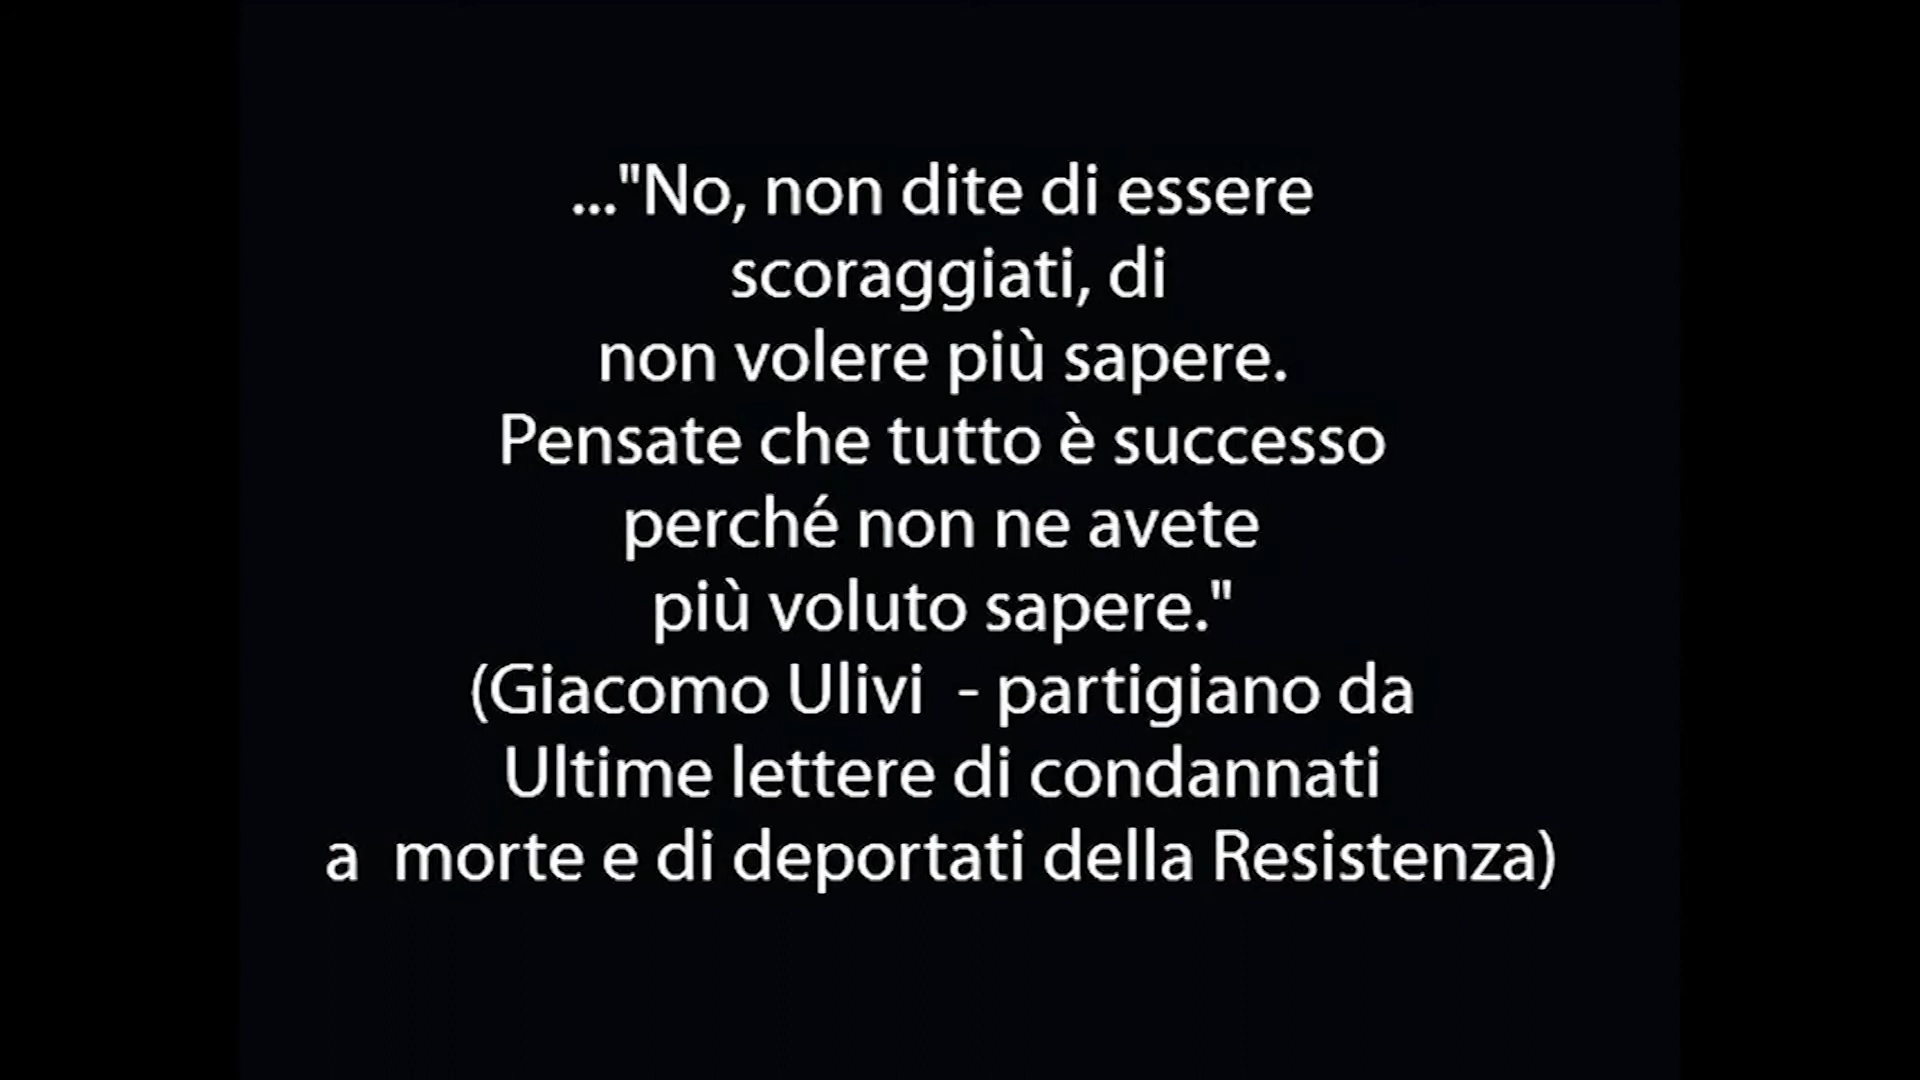 ..."No, non dite di essere
scoraggiati, di
non volere più sapere.
Pensate che tutto è successo
perché non ne avete
più voluto sapere."
(Giacomo Ulivi  - partigiano da
Ultime lettere di condannati
a  morte e di deportati della Resistenza)